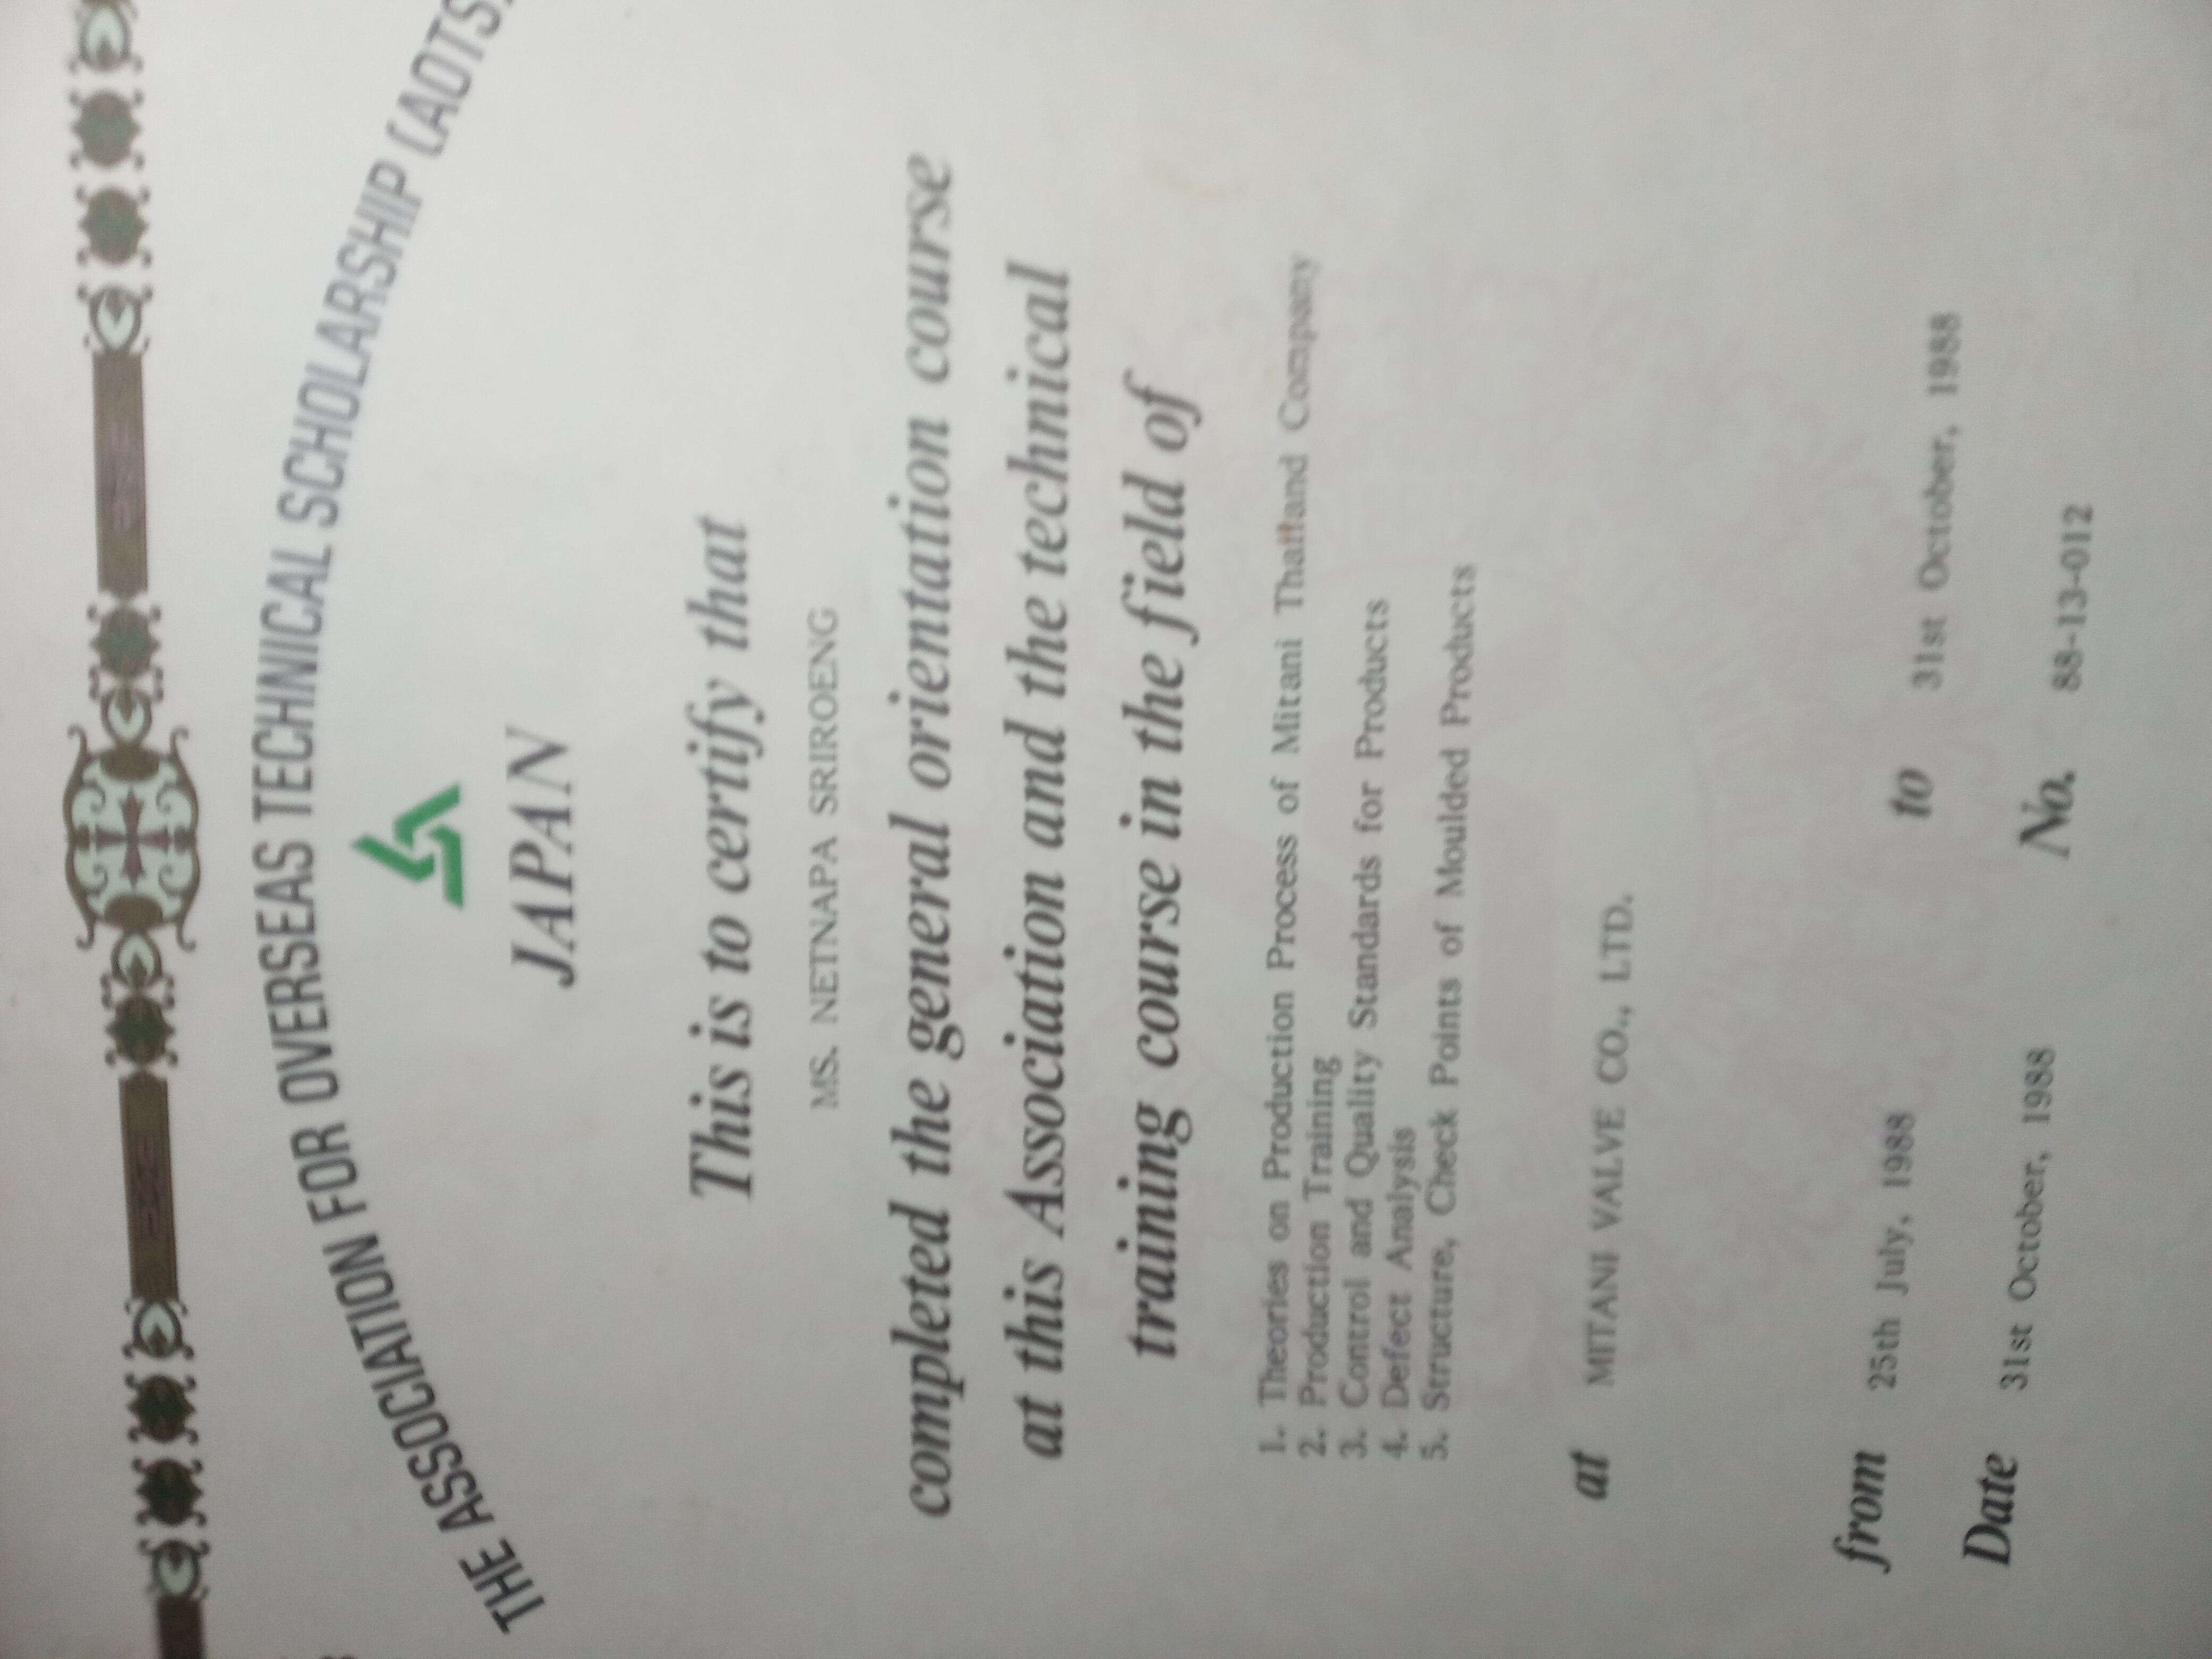 THE ASSOCIATION FOR OVERSEAS TECHNICAL SCHOLARSHIP (AOTS)
JAPAN
This is to certify that
MS. NETNAPA SRIROENG
completed the general orientation course
at this Association and the technical
training course in the field of
1. Theories on Production Process of Mitani Thailand Company
2. Production Training
3. Control and Quality Standards for Products
4. Defect Analysis
5. Structure, Check Points of Moulded Products
at MITANI VALVE CO., LTD.
from 25th July, 1988 to 31st October, 1988
Date 31st October, 1988 No. 88-13-012